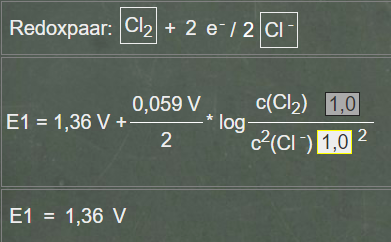 Redoxpaar: Cl₂ + 2 e⁻ / 2 Cl⁻
0,059 V c(Cl₂) 1,0
E1 = 1,36 V + * log
2 c²(Cl⁻) 1,0 ²
E1 = 1,36 V